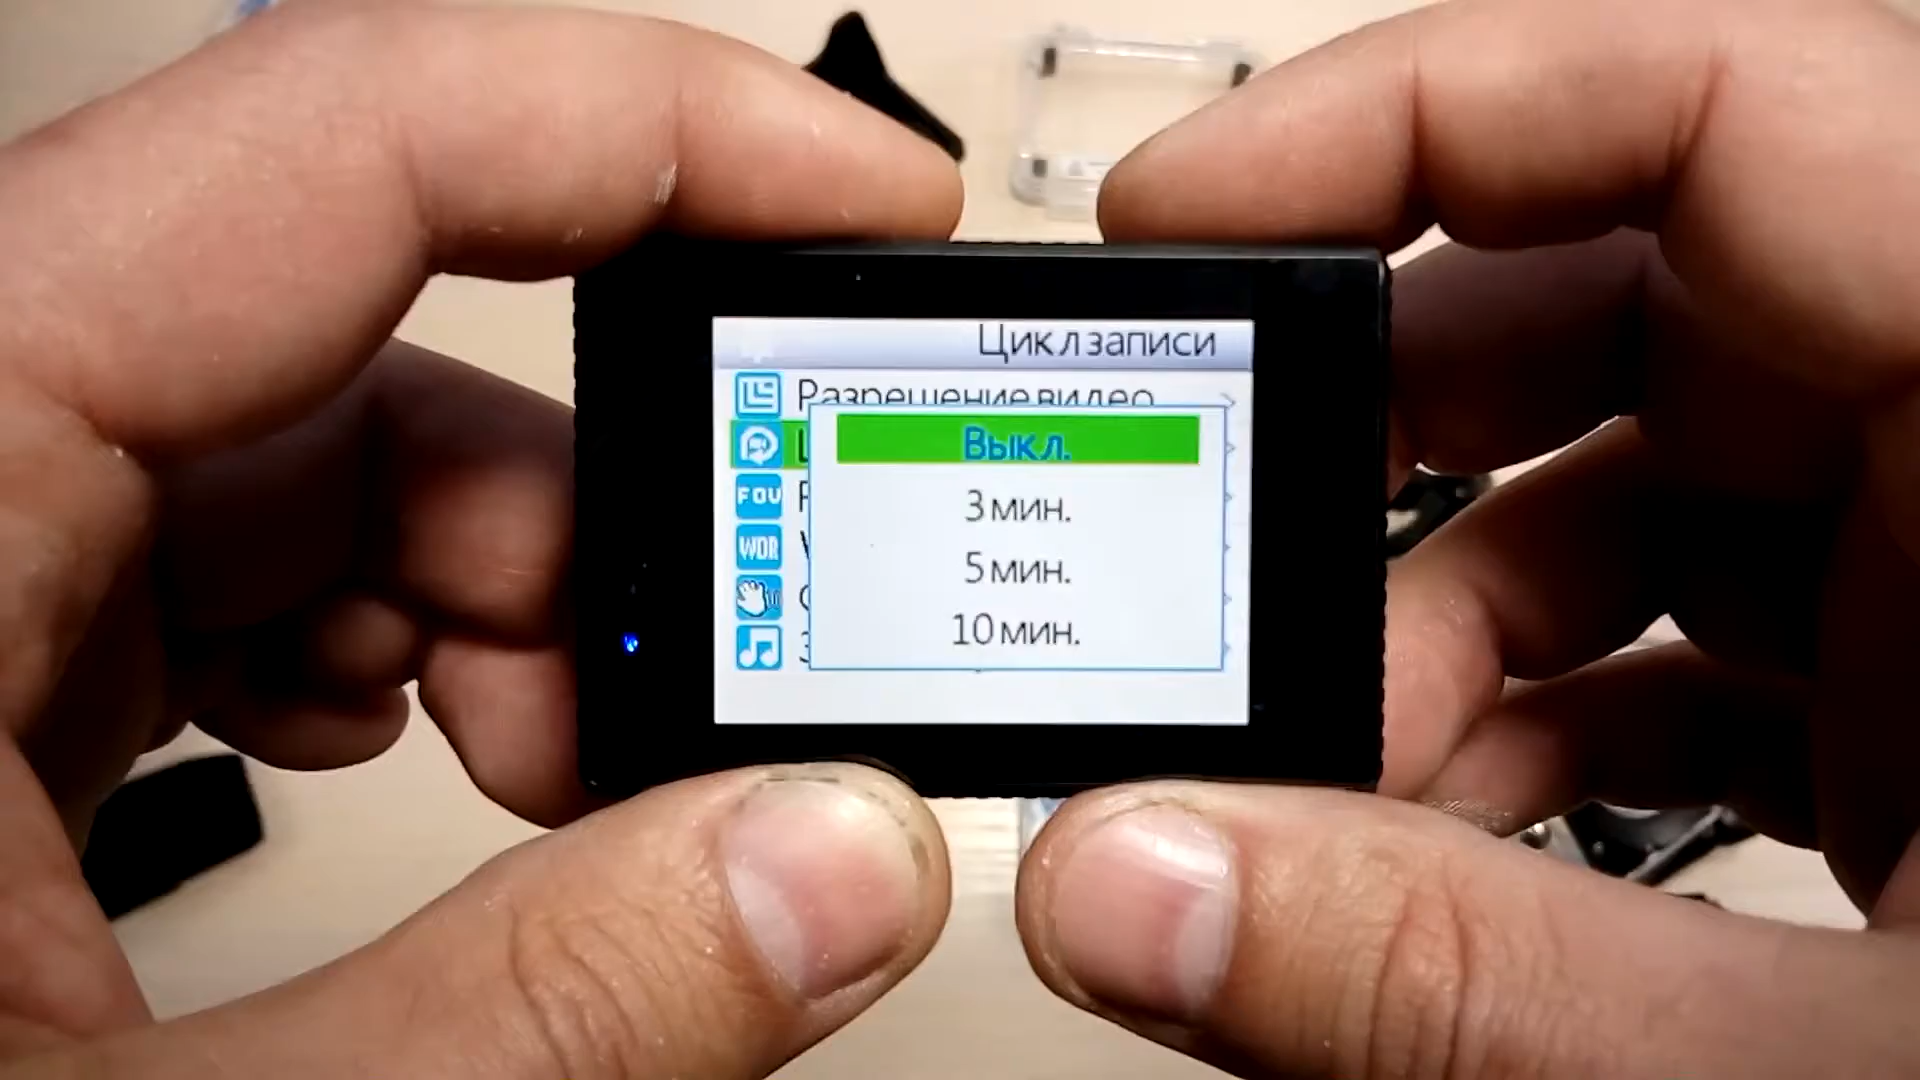 Цикл записи
Разрешение видео
Выкл.
FOV
3 мин.
WDR
5 мин.
10 мин.